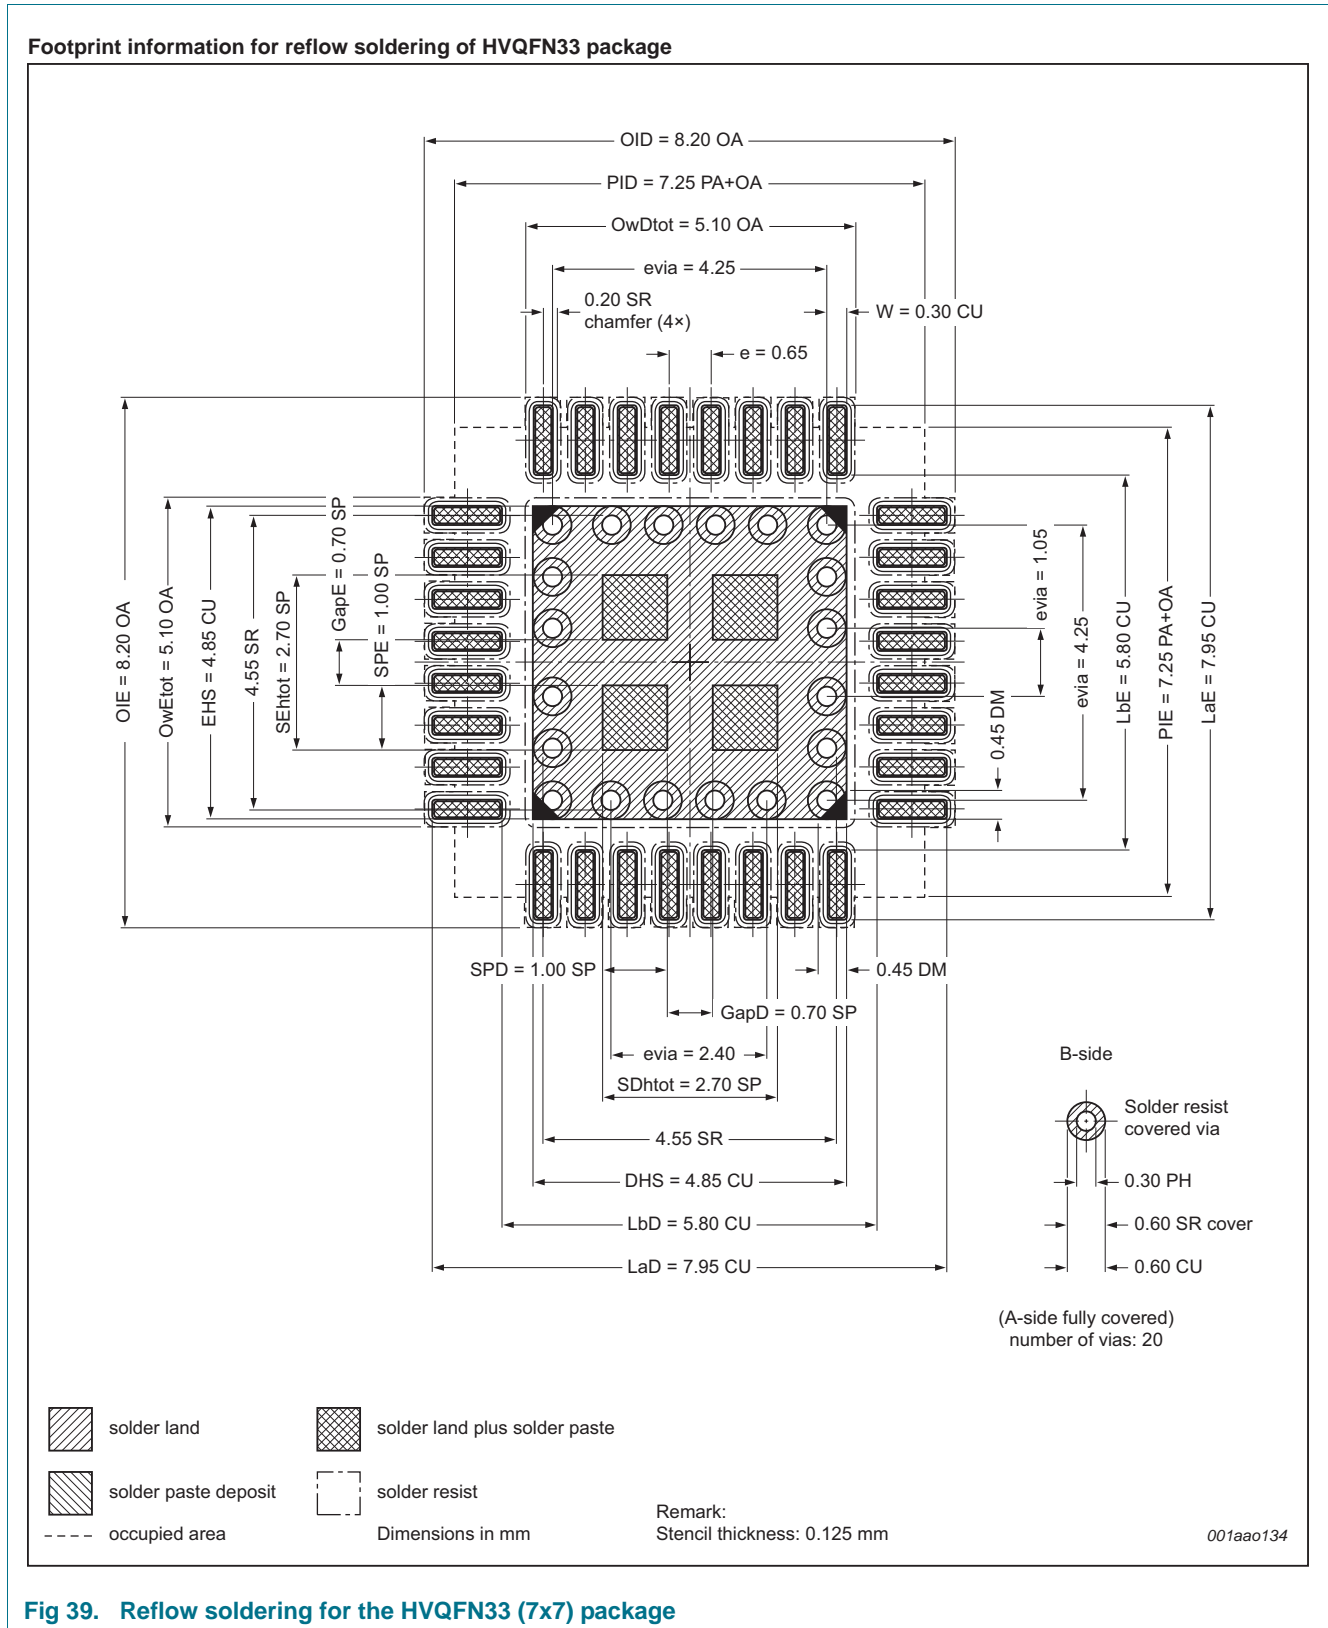 Footprint information for reflow soldering of HVQFN33 package
OID = 8.20 OA
PID = 7.25 PA+OA
OwDtot = 5.10 OA
evia = 4.25
0.20 SR
chamfer (4×)
W = 0.30 CU
e = 0.65
OIE = 8.20 OA
OwEtot = 5.10 OA
EHS = 4.85 CU
4.55 SR
SEhtot = 2.70 SP
GapE = 0.70 SP
SPE = 1.00 SP
evia = 1.05
0.45 DM
evia = 4.25
LbE = 5.80 CU
PIE = 7.25 PA+OA
LaE = 7.95 CU
SPD = 1.00 SP
0.45 DM
GapD = 0.70 SP
evia = 2.40
SDhtot = 2.70 SP
4.55 SR
DHS = 4.85 CU
LbD = 5.80 CU
LaD = 7.95 CU
B-side
Solder resist
covered via
0.30 PH
0.60 SR cover
0.60 CU
(A-side fully covered)
number of vias: 20
solder land
solder land plus solder paste
solder paste deposit
solder resist
occupied area
Dimensions in mm
Remark:
Stencil thickness: 0.125 mm
001aao134
Fig 39. Reflow soldering for the HVQFN33 (7x7) package